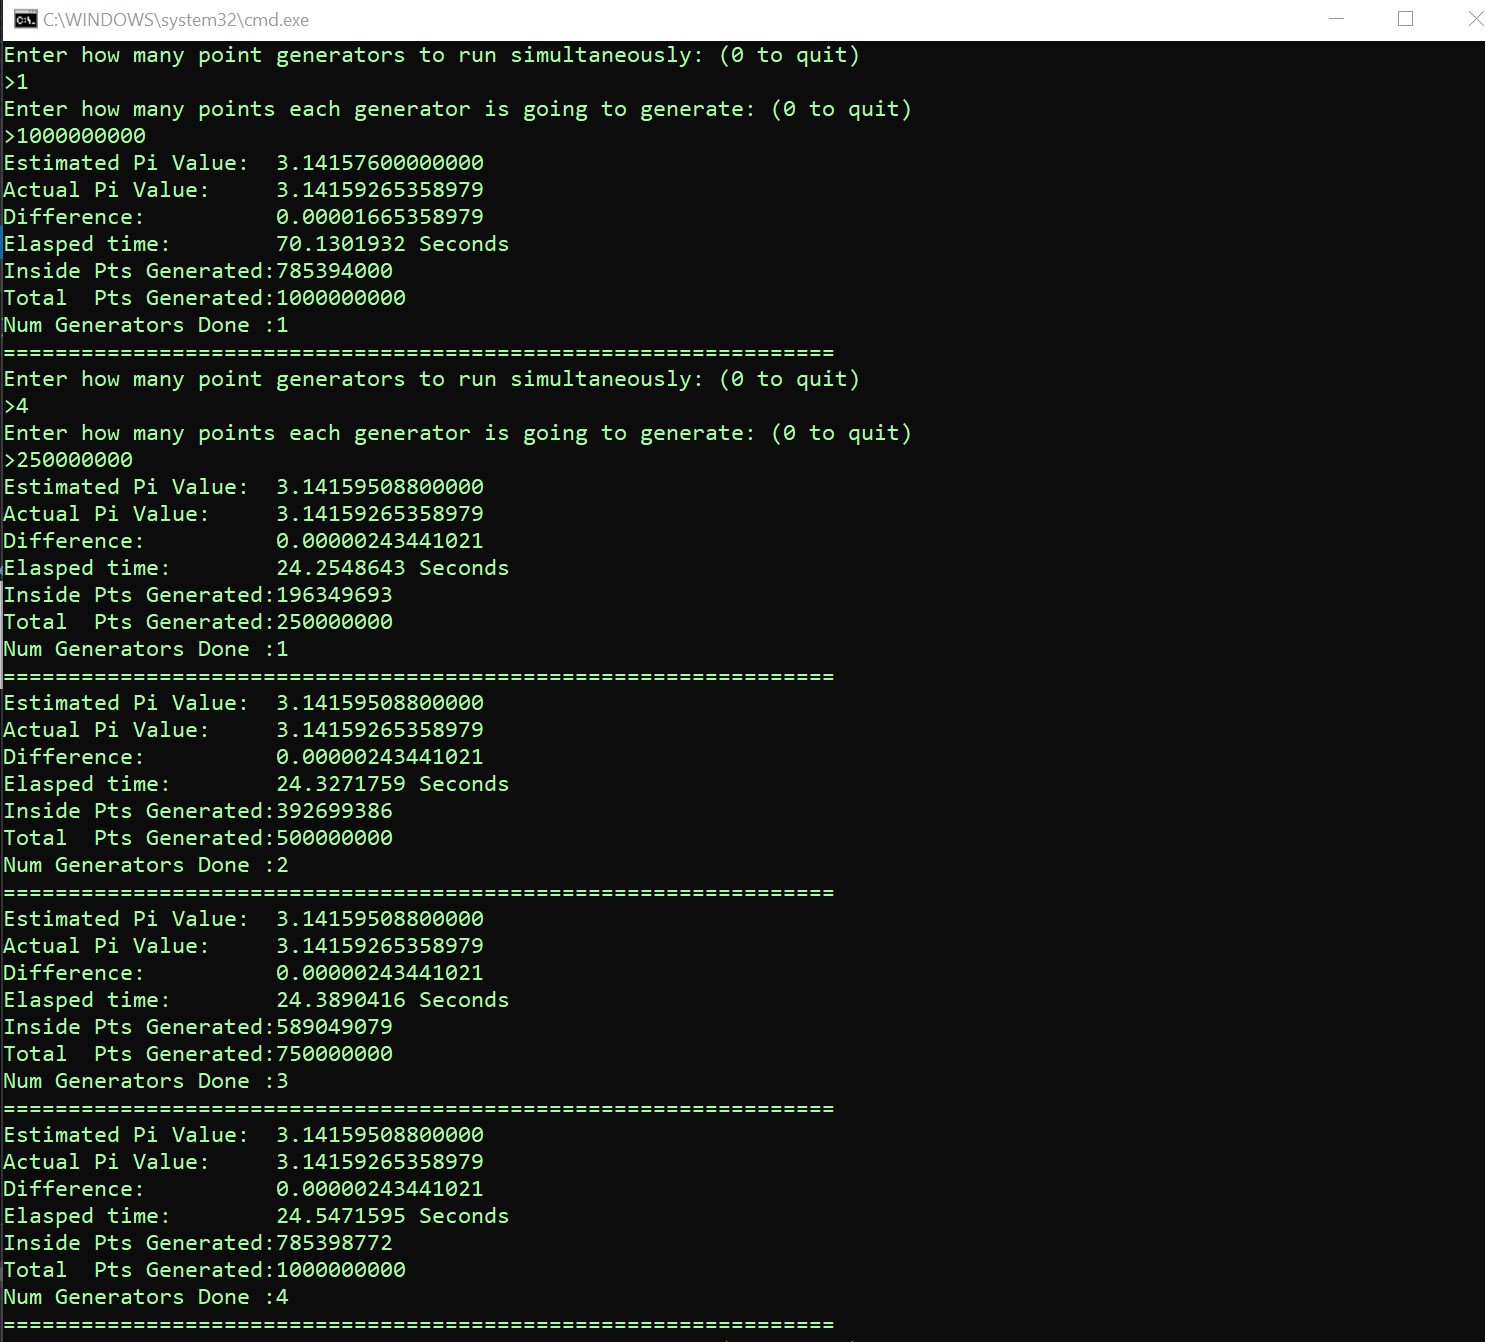 C:\WINDOWS\system32\cmd.exe
Enter how many point generators to run simultaneously: (0 to quit)
>1
Enter how many points each generator is going to generate: (0 to quit)
>1000000000
Estimated Pi Value:  3.14157600000000
Actual Pi Value:     3.14159265358979
Difference:          0.00001665358979
Elasped time:        70.1301932 Seconds
Inside Pts Generated:785394000
Total  Pts Generated:1000000000
Num Generators Done :1
================================================================
Enter how many point generators to run simultaneously: (0 to quit)
>4
Enter how many points each generator is going to generate: (0 to quit)
>250000000
Estimated Pi Value:  3.14159508800000
Actual Pi Value:     3.14159265358979
Difference:          0.00000243441021
Elasped time:        24.2548643 Seconds
Inside Pts Generated:196349693
Total  Pts Generated:250000000
Num Generators Done :1
================================================================
Estimated Pi Value:  3.14159508800000
Actual Pi Value:     3.14159265358979
Difference:          0.00000243441021
Elasped time:        24.3271759 Seconds
Inside Pts Generated:392699386
Total  Pts Generated:500000000
Num Generators Done :2
================================================================
Estimated Pi Value:  3.14159508800000
Actual Pi Value:     3.14159265358979
Difference:          0.00000243441021
Elasped time:        24.3890416 Seconds
Inside Pts Generated:589049079
Total  Pts Generated:750000000
Num Generators Done :3
================================================================
Estimated Pi Value:  3.14159508800000
Actual Pi Value:     3.14159265358979
Difference:          0.00000243441021
Elasped time:        24.5471595 Seconds
Inside Pts Generated:785398772
Total  Pts Generated:1000000000
Num Generators Done :4
================================================================